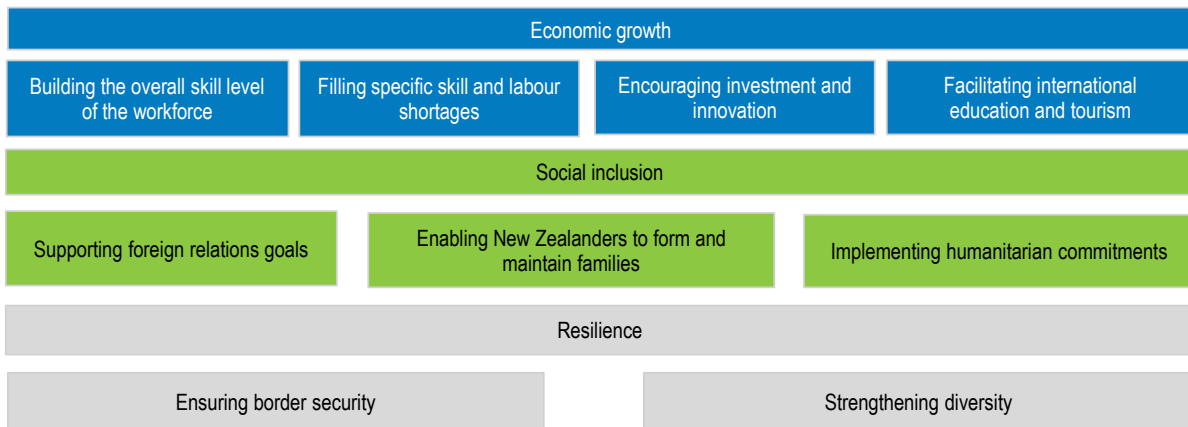 Economic growth
Building the overall skill level
of the workforce
Filling specific skill and labour
shortages
Encouraging investment and
innovation
Facilitating international
education and tourism
Social inclusion
Supporting foreign relations goals
Enabling New Zealanders to form and
maintain families
Implementing humanitarian commitments
Resilience
Ensuring border security
Strengthening diversity